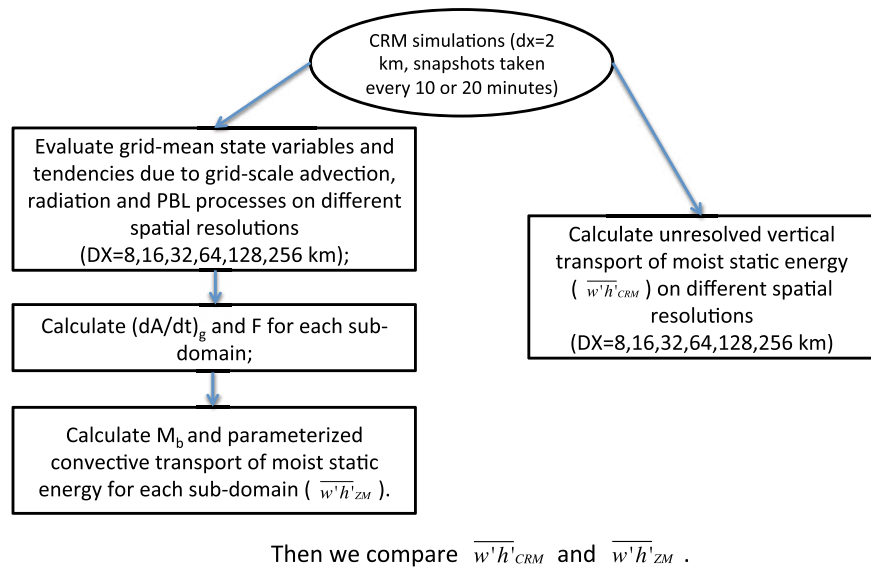 CRM simulations (dx=2
km, snapshots taken
every 10 or 20 minutes)
Evaluate grid-mean state variables and
tendencies due to grid-scale advection,
radiation and PBL processes on different
spatial resolutions
(DX=8,16,32,64,128,256 km);
Calculate (dA/dt)g and F for each sub-
domain;
Calculate Mb and parameterized
convective transport of moist static
energy for each sub-domain ( w'h'ZM ).
Calculate unresolved vertical
transport of moist static energy
( w'h'CRM ) on different spatial
resolutions
(DX=8,16,32,64,128,256 km)
Then we compare w'h'CRM and w'h'ZM .